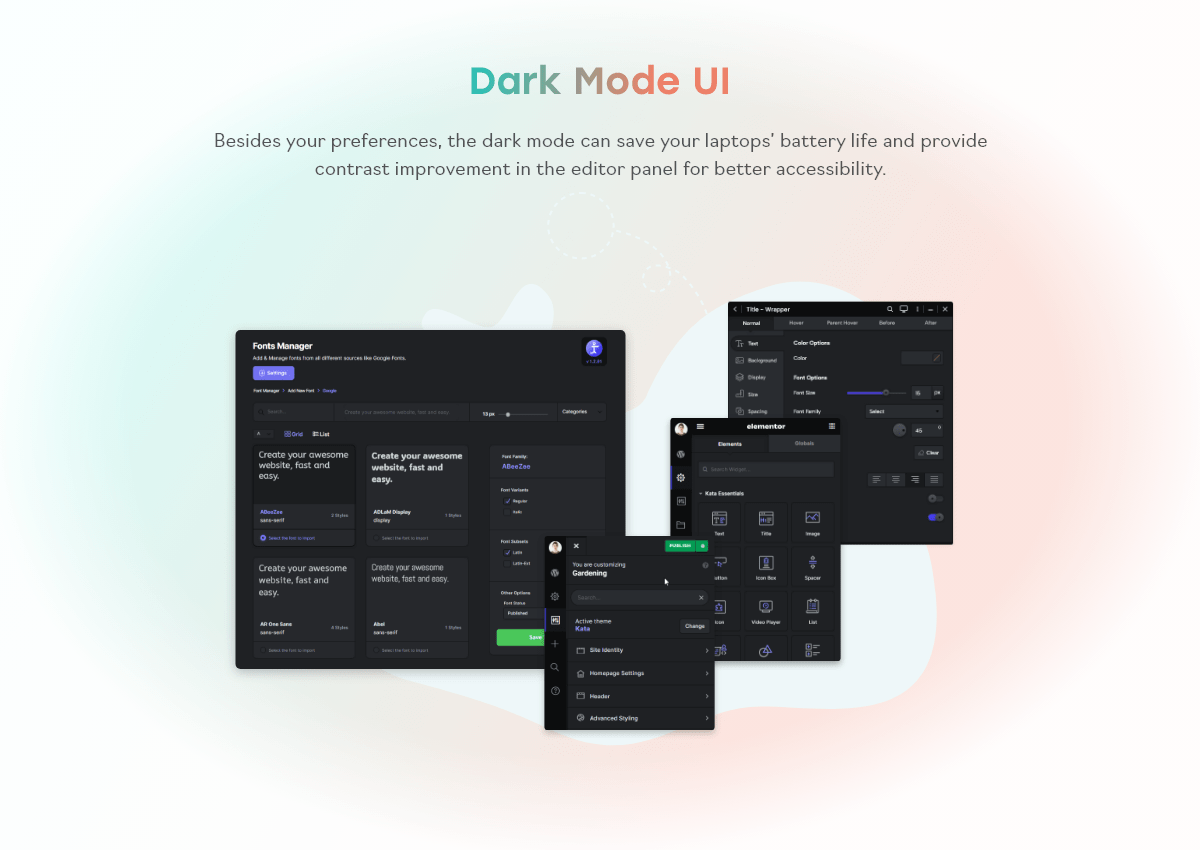 Dark Mode UI
Besides your preferences, the dark mode can save your laptops' battery life and provide
contrast improvement in the editor panel for better accessibility.
Fonts Manager
Add & Manage fonts from all different sources like Google Fonts.
Settings
Font Manager > Add New Font > Google
Search...
Create your awesome website, fast and easy.
13 px
Categories
A
Grid
List
Create your awesome
website, fast and
easy.
ABeeZee
sans-serif
2 Styles
Select the font to import
Create your awesome
website, fast and
easy.
ADLaM Display
display
1 Styles
Select the font to import
Create your awesome
website, fast and
easy.
AR One Sans
sans-serif
4 Styles
Select the font to import
Create your awesome
website, fast and easy.
Abel
sans-serif
1 Styles
Select the font to import
Font Family:
ABeeZee
Font Variants
Regular
Italic
Font Subsets
Latin
Latin-Ext
Other Options
Font Status
Published
Save
Title - Wrapper
Normal
Hover
Parent Hover
Before
After
Text
Background
Display
Size
Spacing
Color Options
Color
Font Options
Font Size
px
Font Family
Select
45
Clear
elementor
Elements
Globals
Search Widget...
Kata Essentials
Text
Title
Image
utton
Icon Box
Spacer
Icon
Video Player
List
PUBLISH
You are customizing
Gardening
Search...
Active theme
Kata
Change
Site Identity
Homepage Settings
Header
Advanced Styling